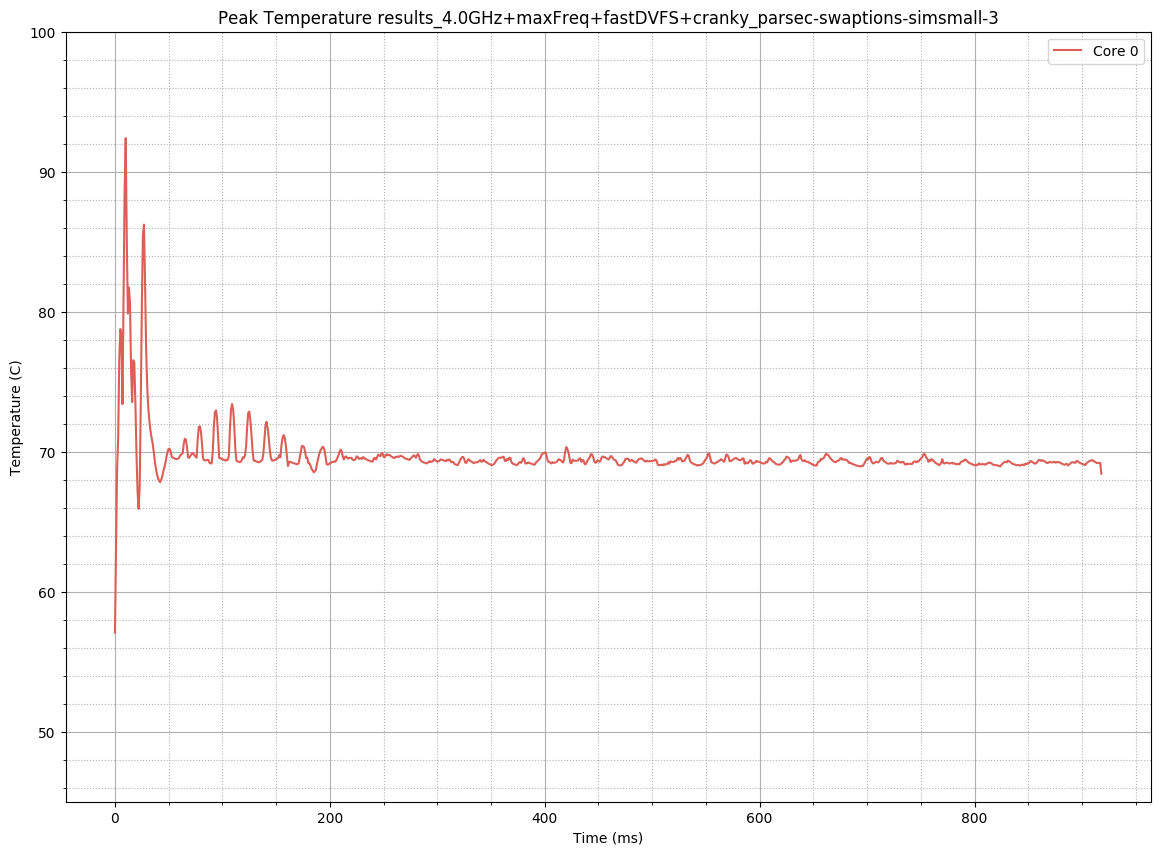 Peak Temperature results_4.0GHz+maxFreq+fastDVFS+cranky_parsec-swaptions-simsmall-3
Core 0
100
90
80
70
60
50
Temperature (C)
0
200
400
600
800
Time (ms)